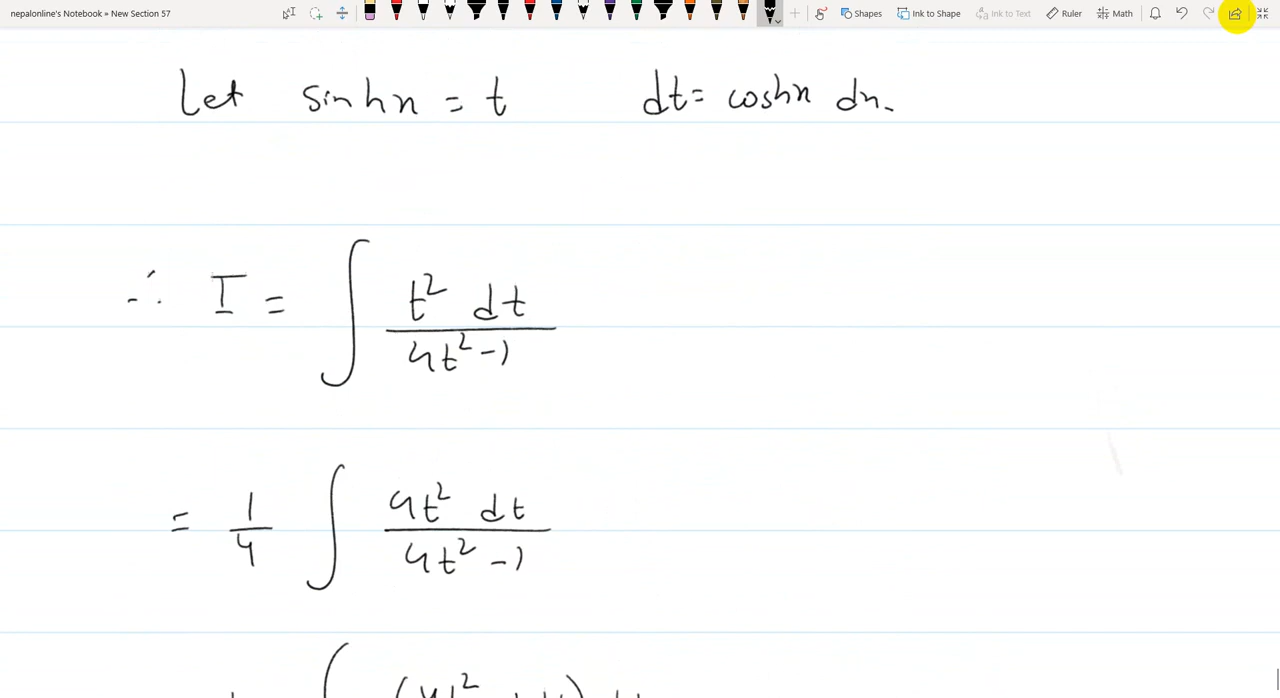 nepalonline's Notebook » New Section 57
Shapes Ink to Shape Ink to Text Ruler Math
Let sinhx = t dt = coshx dx.
∴ I = ∫ t² dt / 4t² - 1
= 1/4 ∫ 4t² dt / 4t² - 1